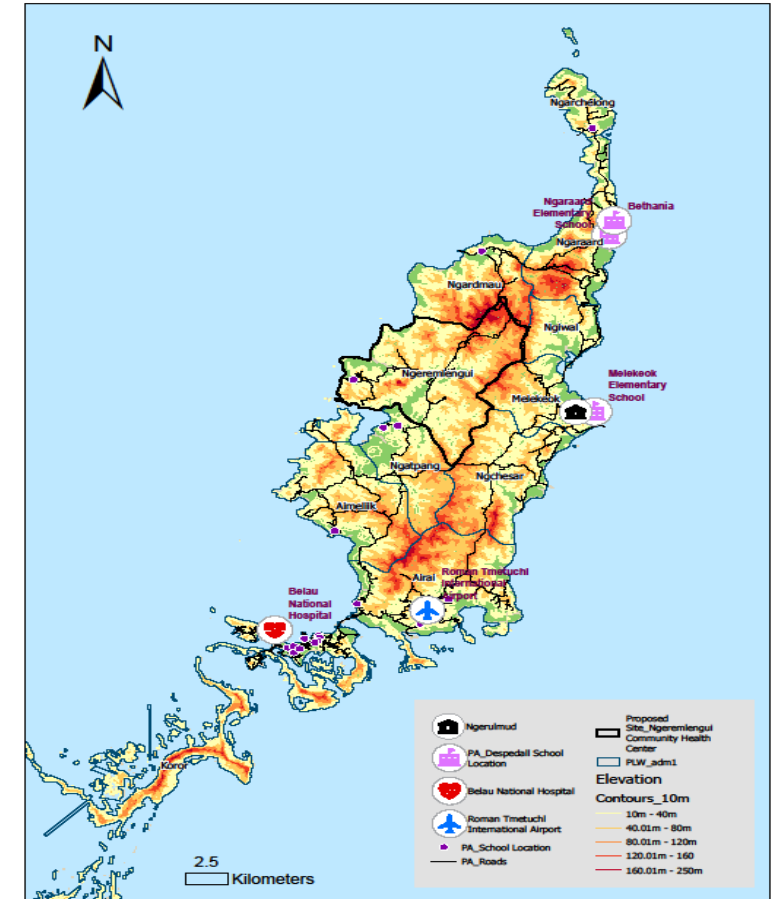 N
Ngarchelong
Ngaraard
Elementary
School
Bethania
Ngaraard
Ngardmau
Ngiwal
Ngeremlengui
Melekeok
Melekeok
Elementary
School
Ngatpang
Ngchesar
Aimeliik
Airai
Roman Tmetuchl
International
Airport
Belau
National
Hospital
Koror
2.5
Kilometers
Ngerulmud
PA_Despedall School
Location
Belau National Hospital
Roman Tmetuchl
International Airport
PA_School Location
PA_Roads
Proposed
Site_Ngeremlengui
Community Health
Center
PLW_adm1
Elevation
Contours_10m
10m - 40m
40.01m - 80m
80.01m - 120m
120.01m - 160
160.01m - 250m